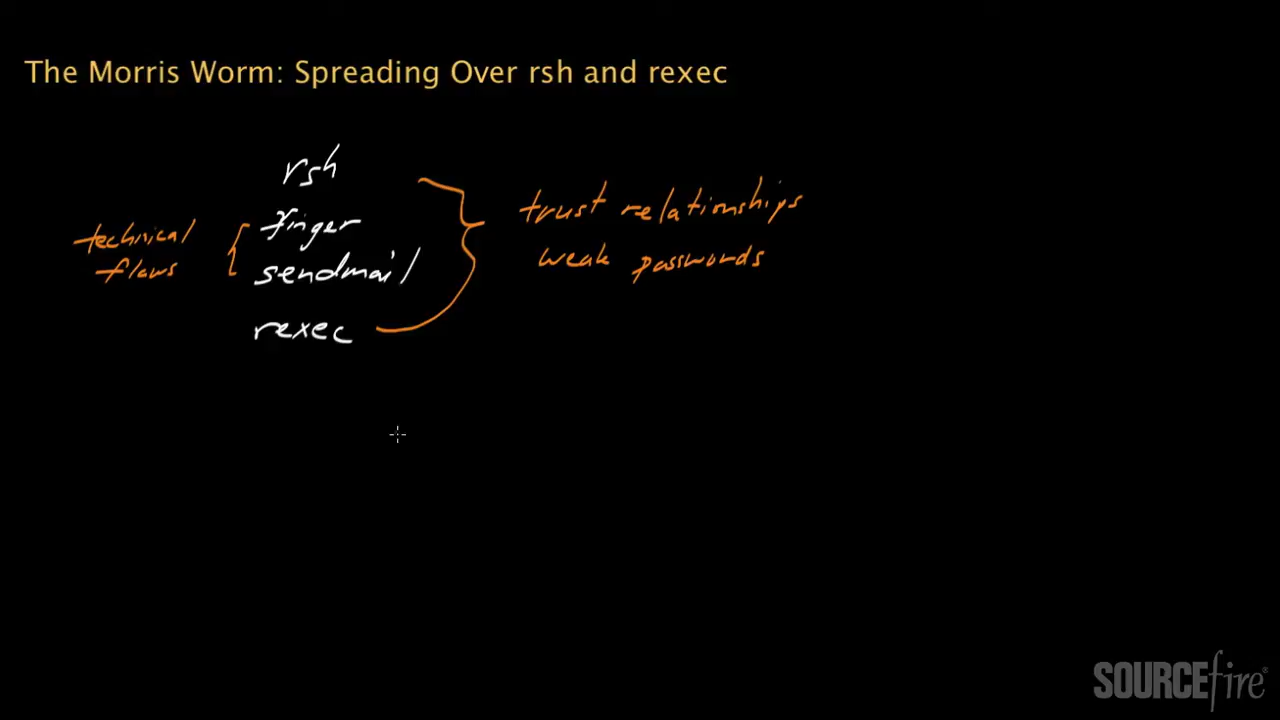 The Morris Worm: Spreading Over rsh and rexec
rsh
finger
sendmail
rexec
technical
flaws
trust relationships
weak passwords
SOURCEfire®